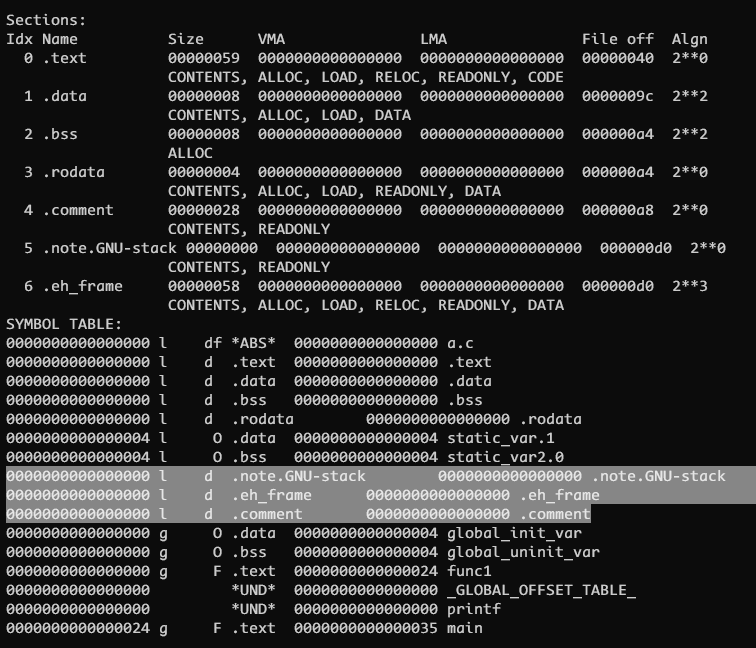 Sections:
Idx Name          Size      VMA               LMA               File off  Algn
  0 .text         00000059  0000000000000000  0000000000000000  00000040  2**0
                  CONTENTS, ALLOC, LOAD, RELOC, READONLY, CODE
  1 .data         00000008  0000000000000000  0000000000000000  0000009c  2**2
                  CONTENTS, ALLOC, LOAD, DATA
  2 .bss          00000008  0000000000000000  0000000000000000  000000a4  2**2
                  ALLOC
  3 .rodata       00000004  0000000000000000  0000000000000000  000000a4  2**0
                  CONTENTS, ALLOC, LOAD, READONLY, DATA
  4 .comment      00000028  0000000000000000  0000000000000000  000000a8  2**0
                  CONTENTS, READONLY
  5 .note.GNU-stack 00000000  0000000000000000  0000000000000000  000000d0  2**0
                  CONTENTS, READONLY
  6 .eh_frame     00000058  0000000000000000  0000000000000000  000000d0  2**3
                  CONTENTS, ALLOC, LOAD, RELOC, READONLY, DATA
SYMBOL TABLE:
0000000000000000 l    df *ABS*  0000000000000000 a.c
0000000000000000 l    d  .text  0000000000000000 .text
0000000000000000 l    d  .data  0000000000000000 .data
0000000000000000 l    d  .bss   0000000000000000 .bss
0000000000000000 l    d  .rodata        0000000000000000 .rodata
0000000000000004 l     O .data  0000000000000004 static_var.1
0000000000000004 l     O .bss   0000000000000004 static_var2.0
0000000000000000 l    d  .note.GNU-stack        0000000000000000 .note.GNU-stack
0000000000000000 l    d  .eh_frame      0000000000000000 .eh_frame
0000000000000000 l    d  .comment       0000000000000000 .comment
0000000000000000 g     O .data  0000000000000004 global_init_var
0000000000000000 g     O .bss   0000000000000004 global_uninit_var
0000000000000000 g     F .text  0000000000000024 func1
0000000000000000         *UND*  0000000000000000 _GLOBAL_OFFSET_TABLE_
0000000000000000         *UND*  0000000000000000 printf
0000000000000024 g     F .text  0000000000000035 main